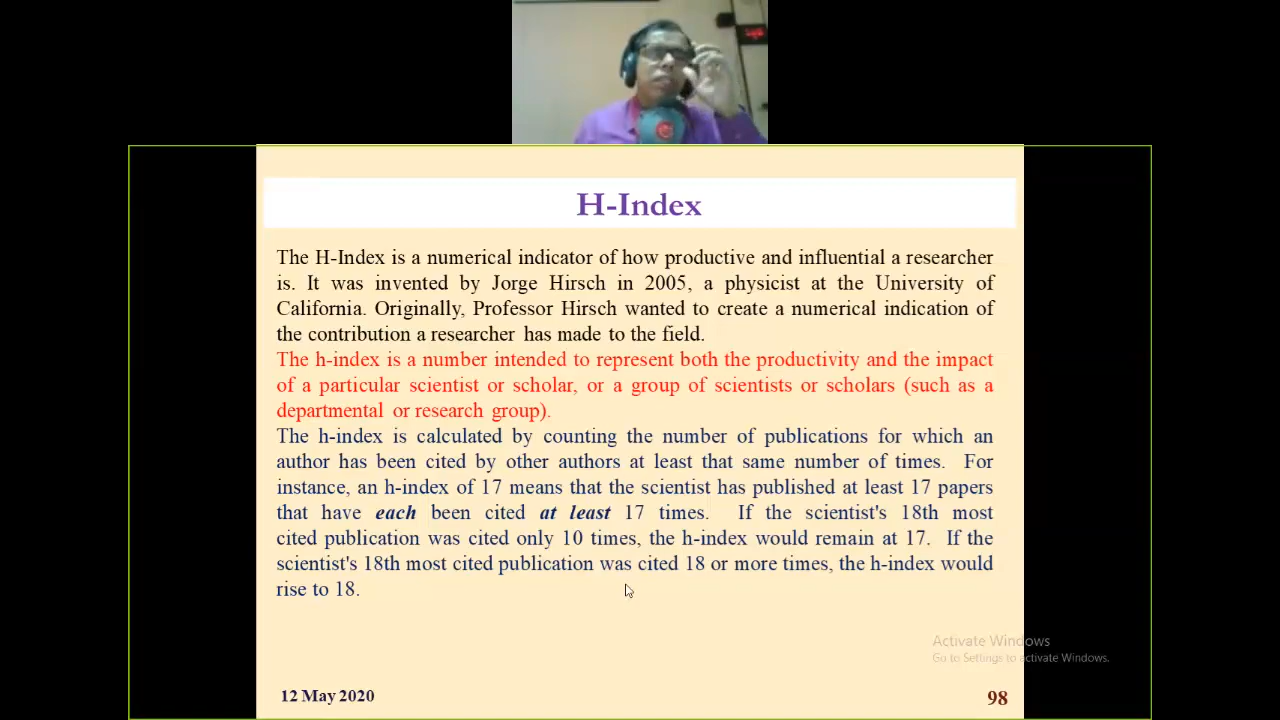 H-Index
The H-Index is a numerical indicator of how productive and influential a researcher
is. It was invented by Jorge Hirsch in 2005, a physicist at the University of
California. Originally, Professor Hirsch wanted to create a numerical indication of
the contribution a researcher has made to the field.
The h-index is a number intended to represent both the productivity and the impact
of a particular scientist or scholar, or a group of scientists or scholars (such as a
departmental or research group).
The h-index is calculated by counting the number of publications for which an
author has been cited by other authors at least that same number of times. For
instance, an h-index of 17 means that the scientist has published at least 17 papers
that have each been cited at least 17 times. If the scientist's 18th most
cited publication was cited only 10 times, the h-index would remain at 17. If the
scientist's 18th most cited publication was cited 18 or more times, the h-index would
rise to 18.
Activate Windows
Go to Settings to activate Windows.
12 May 2020
98